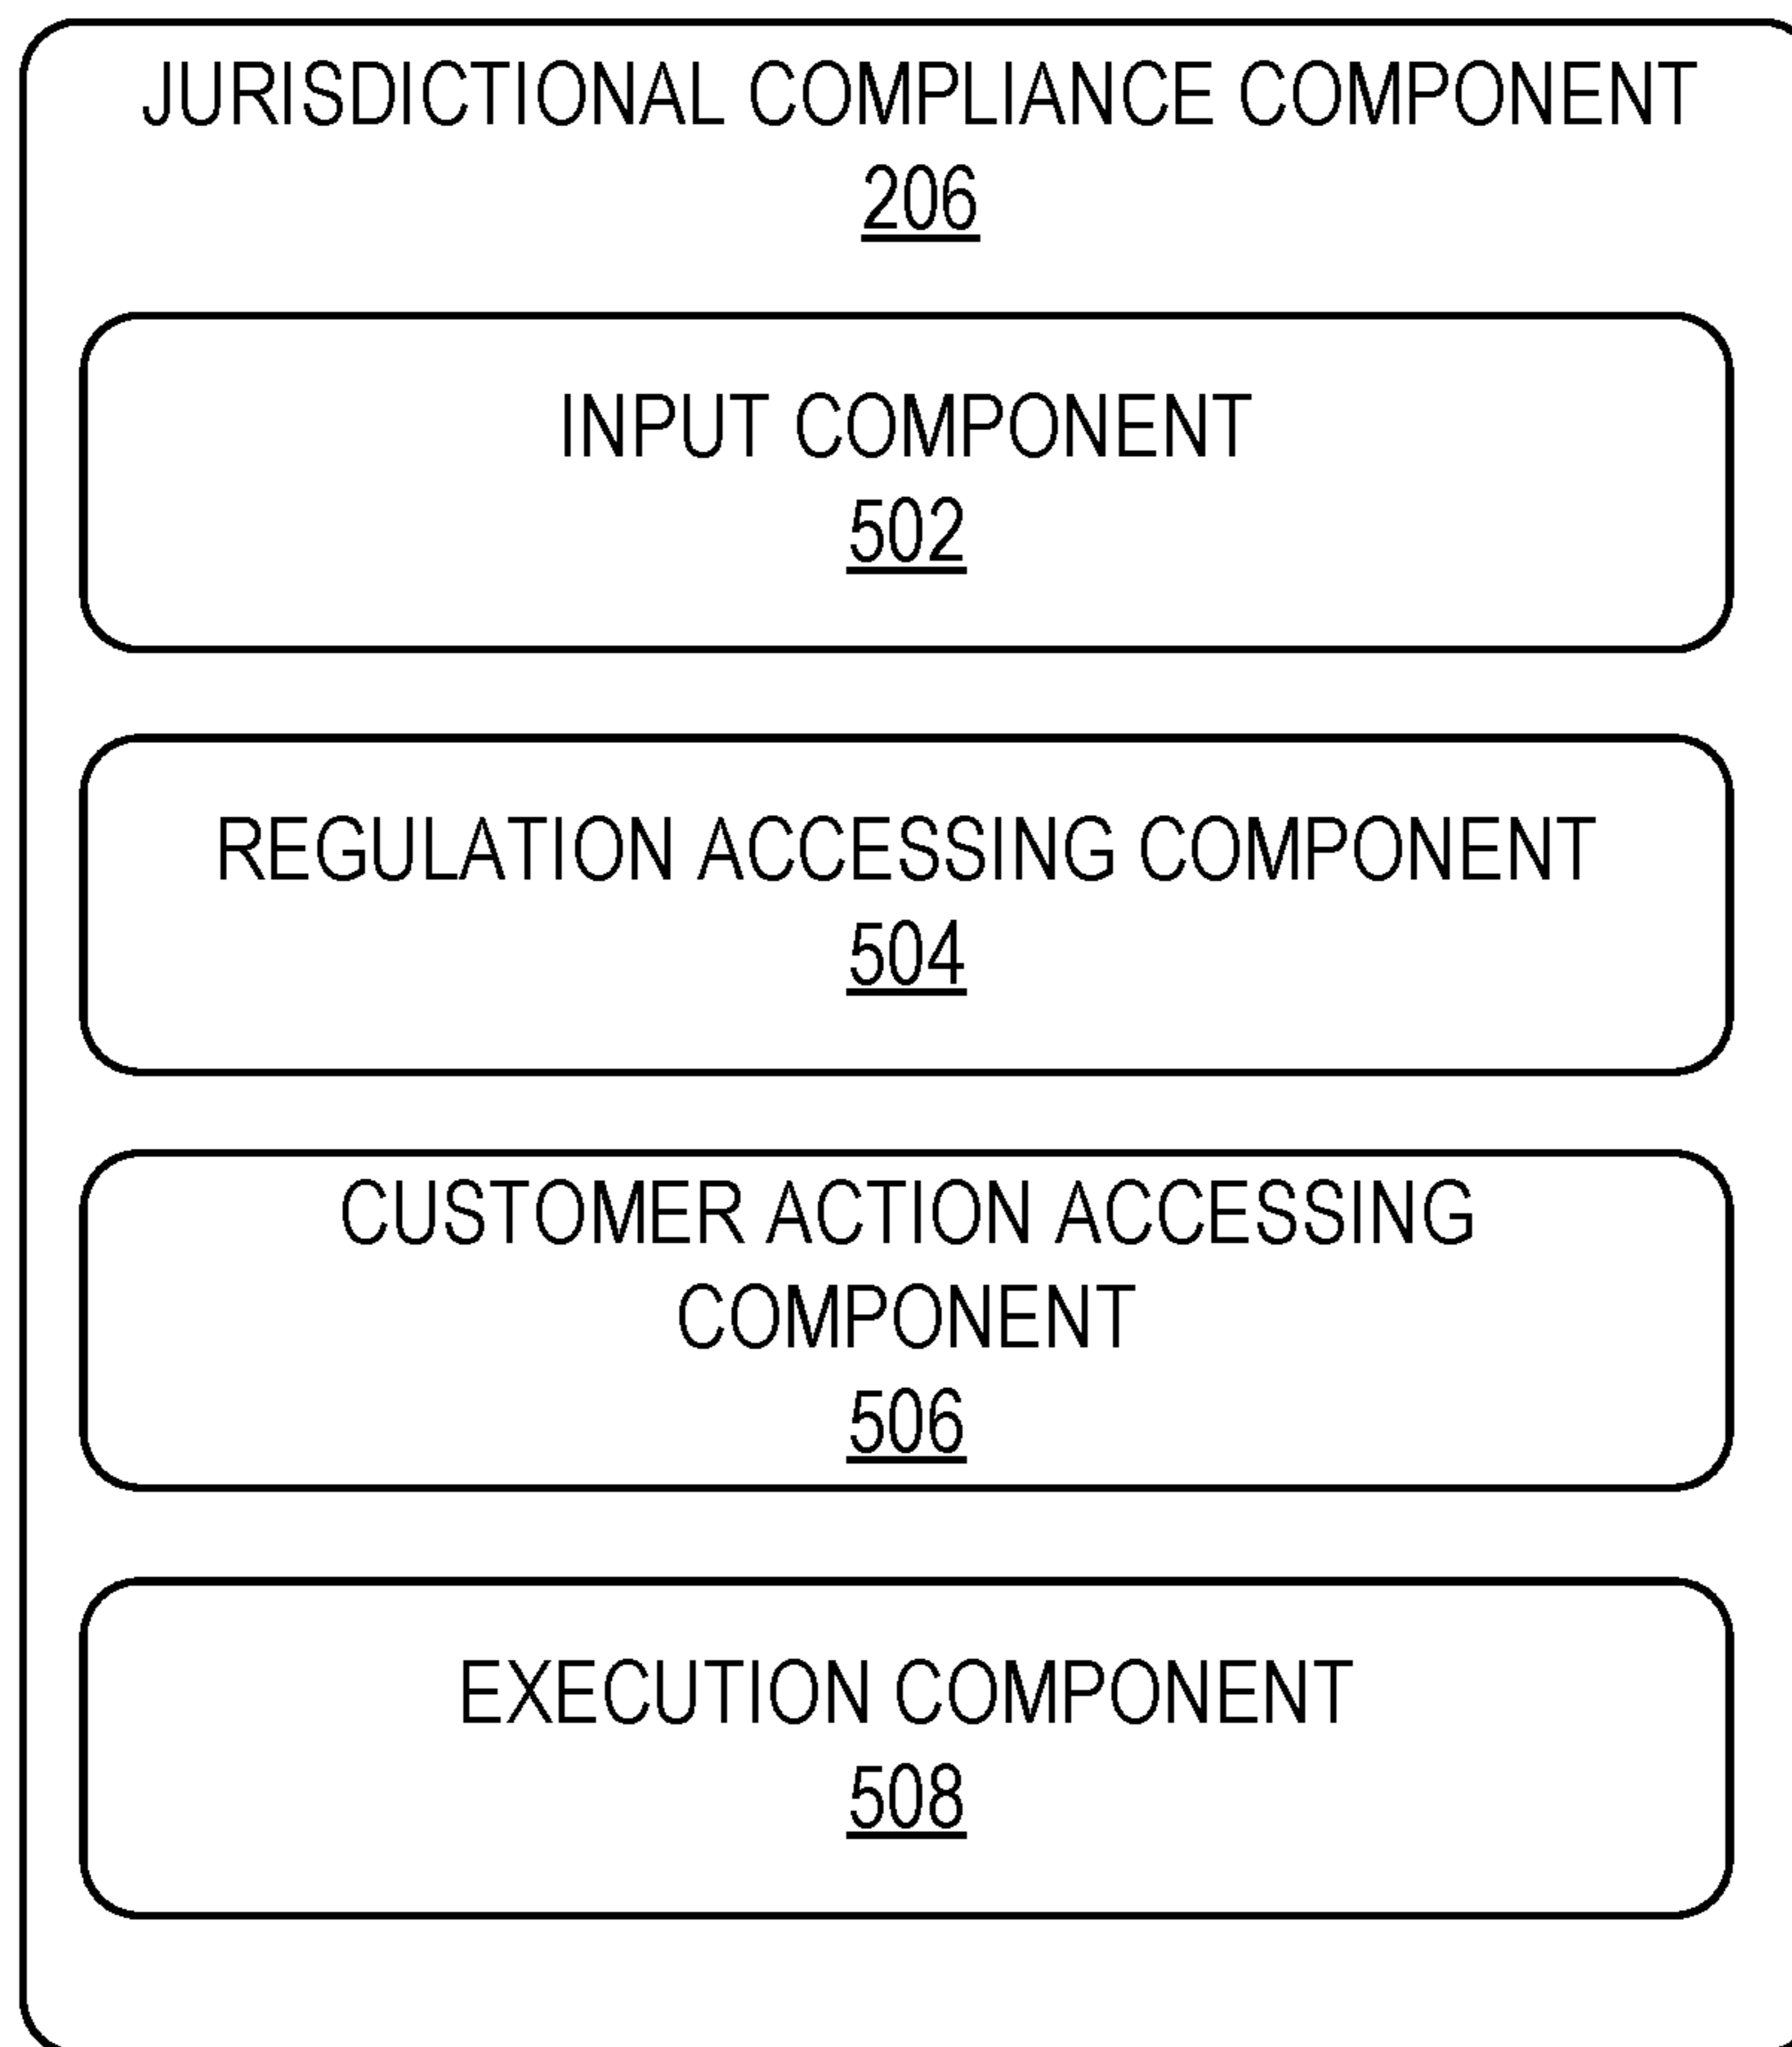 JURISDICTIONAL COMPLIANCE COMPONENT
206
INPUT COMPONENT
502
REGULATION ACCESSING COMPONENT
504
CUSTOMER ACTION ACCESSING
COMPONENT
506
EXECUTION COMPONENT
508